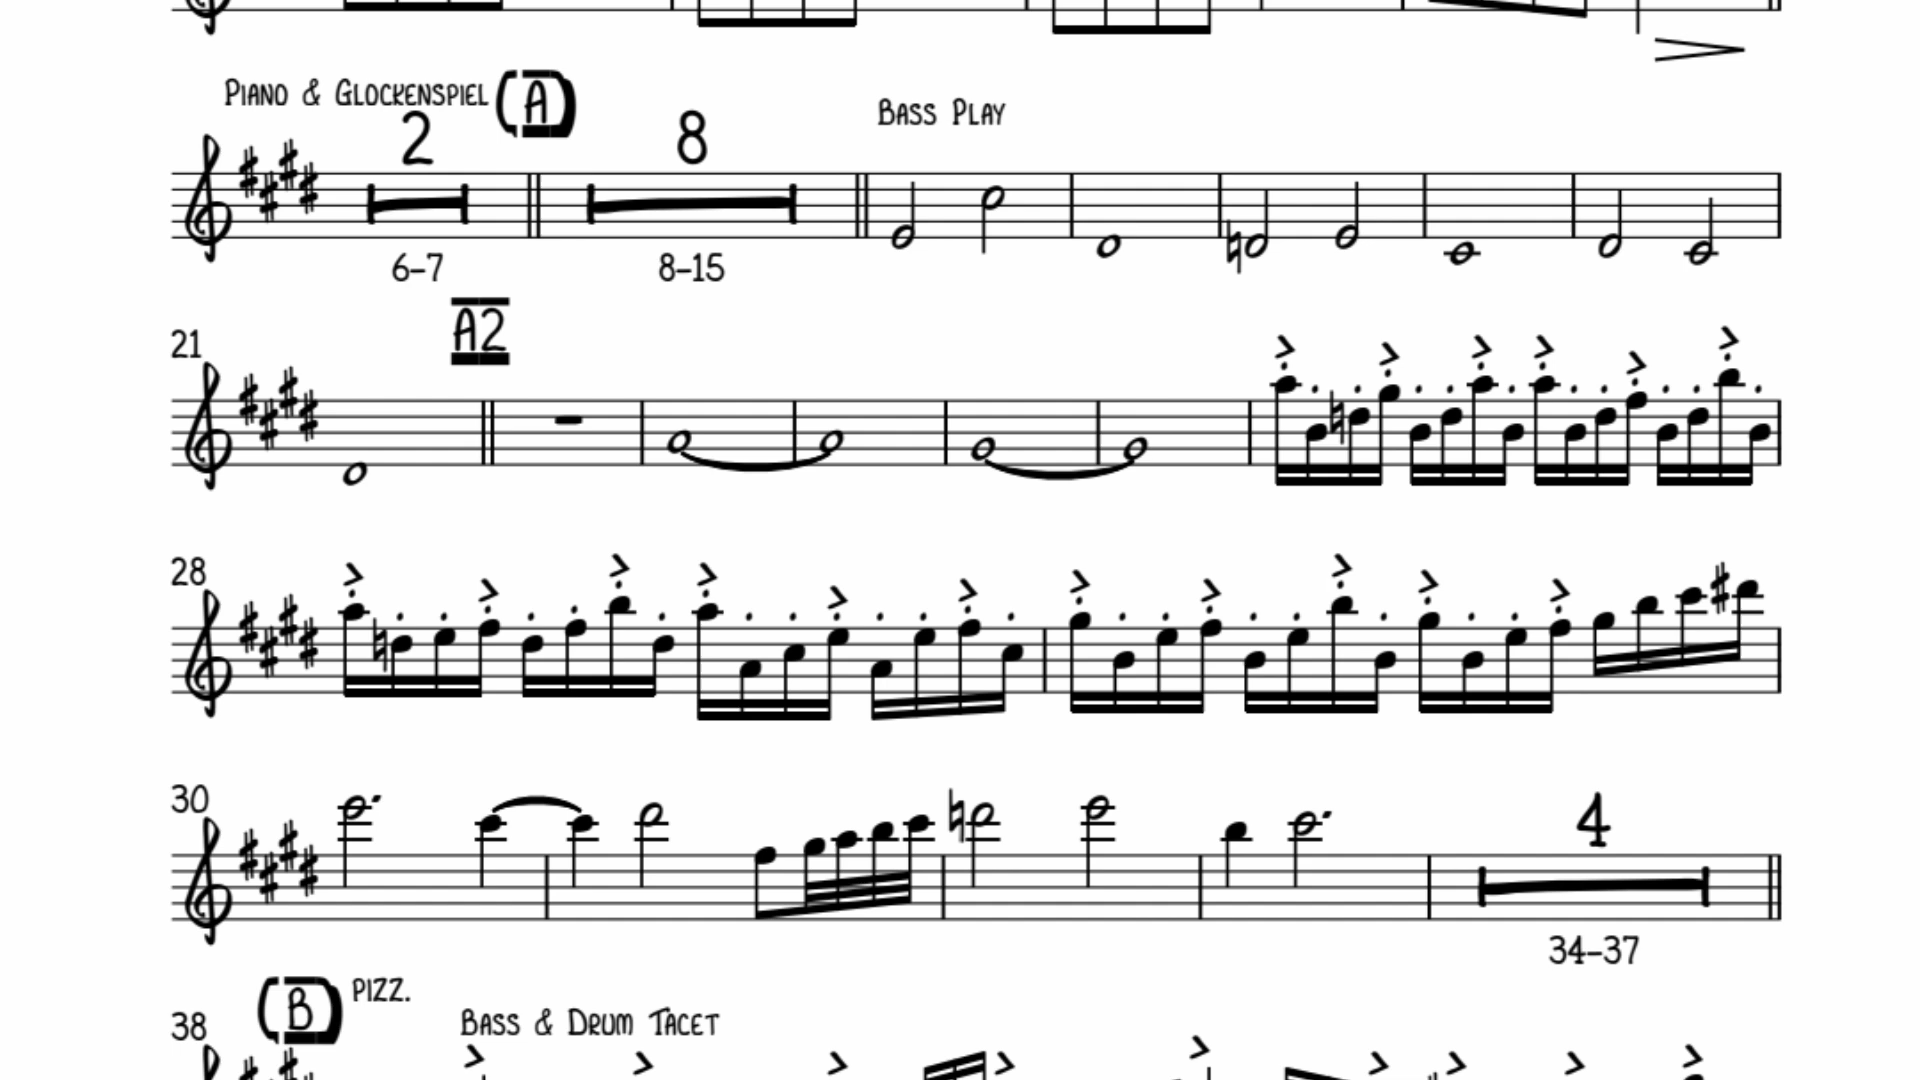 PIANO & GLOCKENSPIEL (A)
2 8 BASS PLAY
6-7 8-15
A2
21
28
30
4
34-37
(B) PIZZ.
38 BASS & DRUM TACET